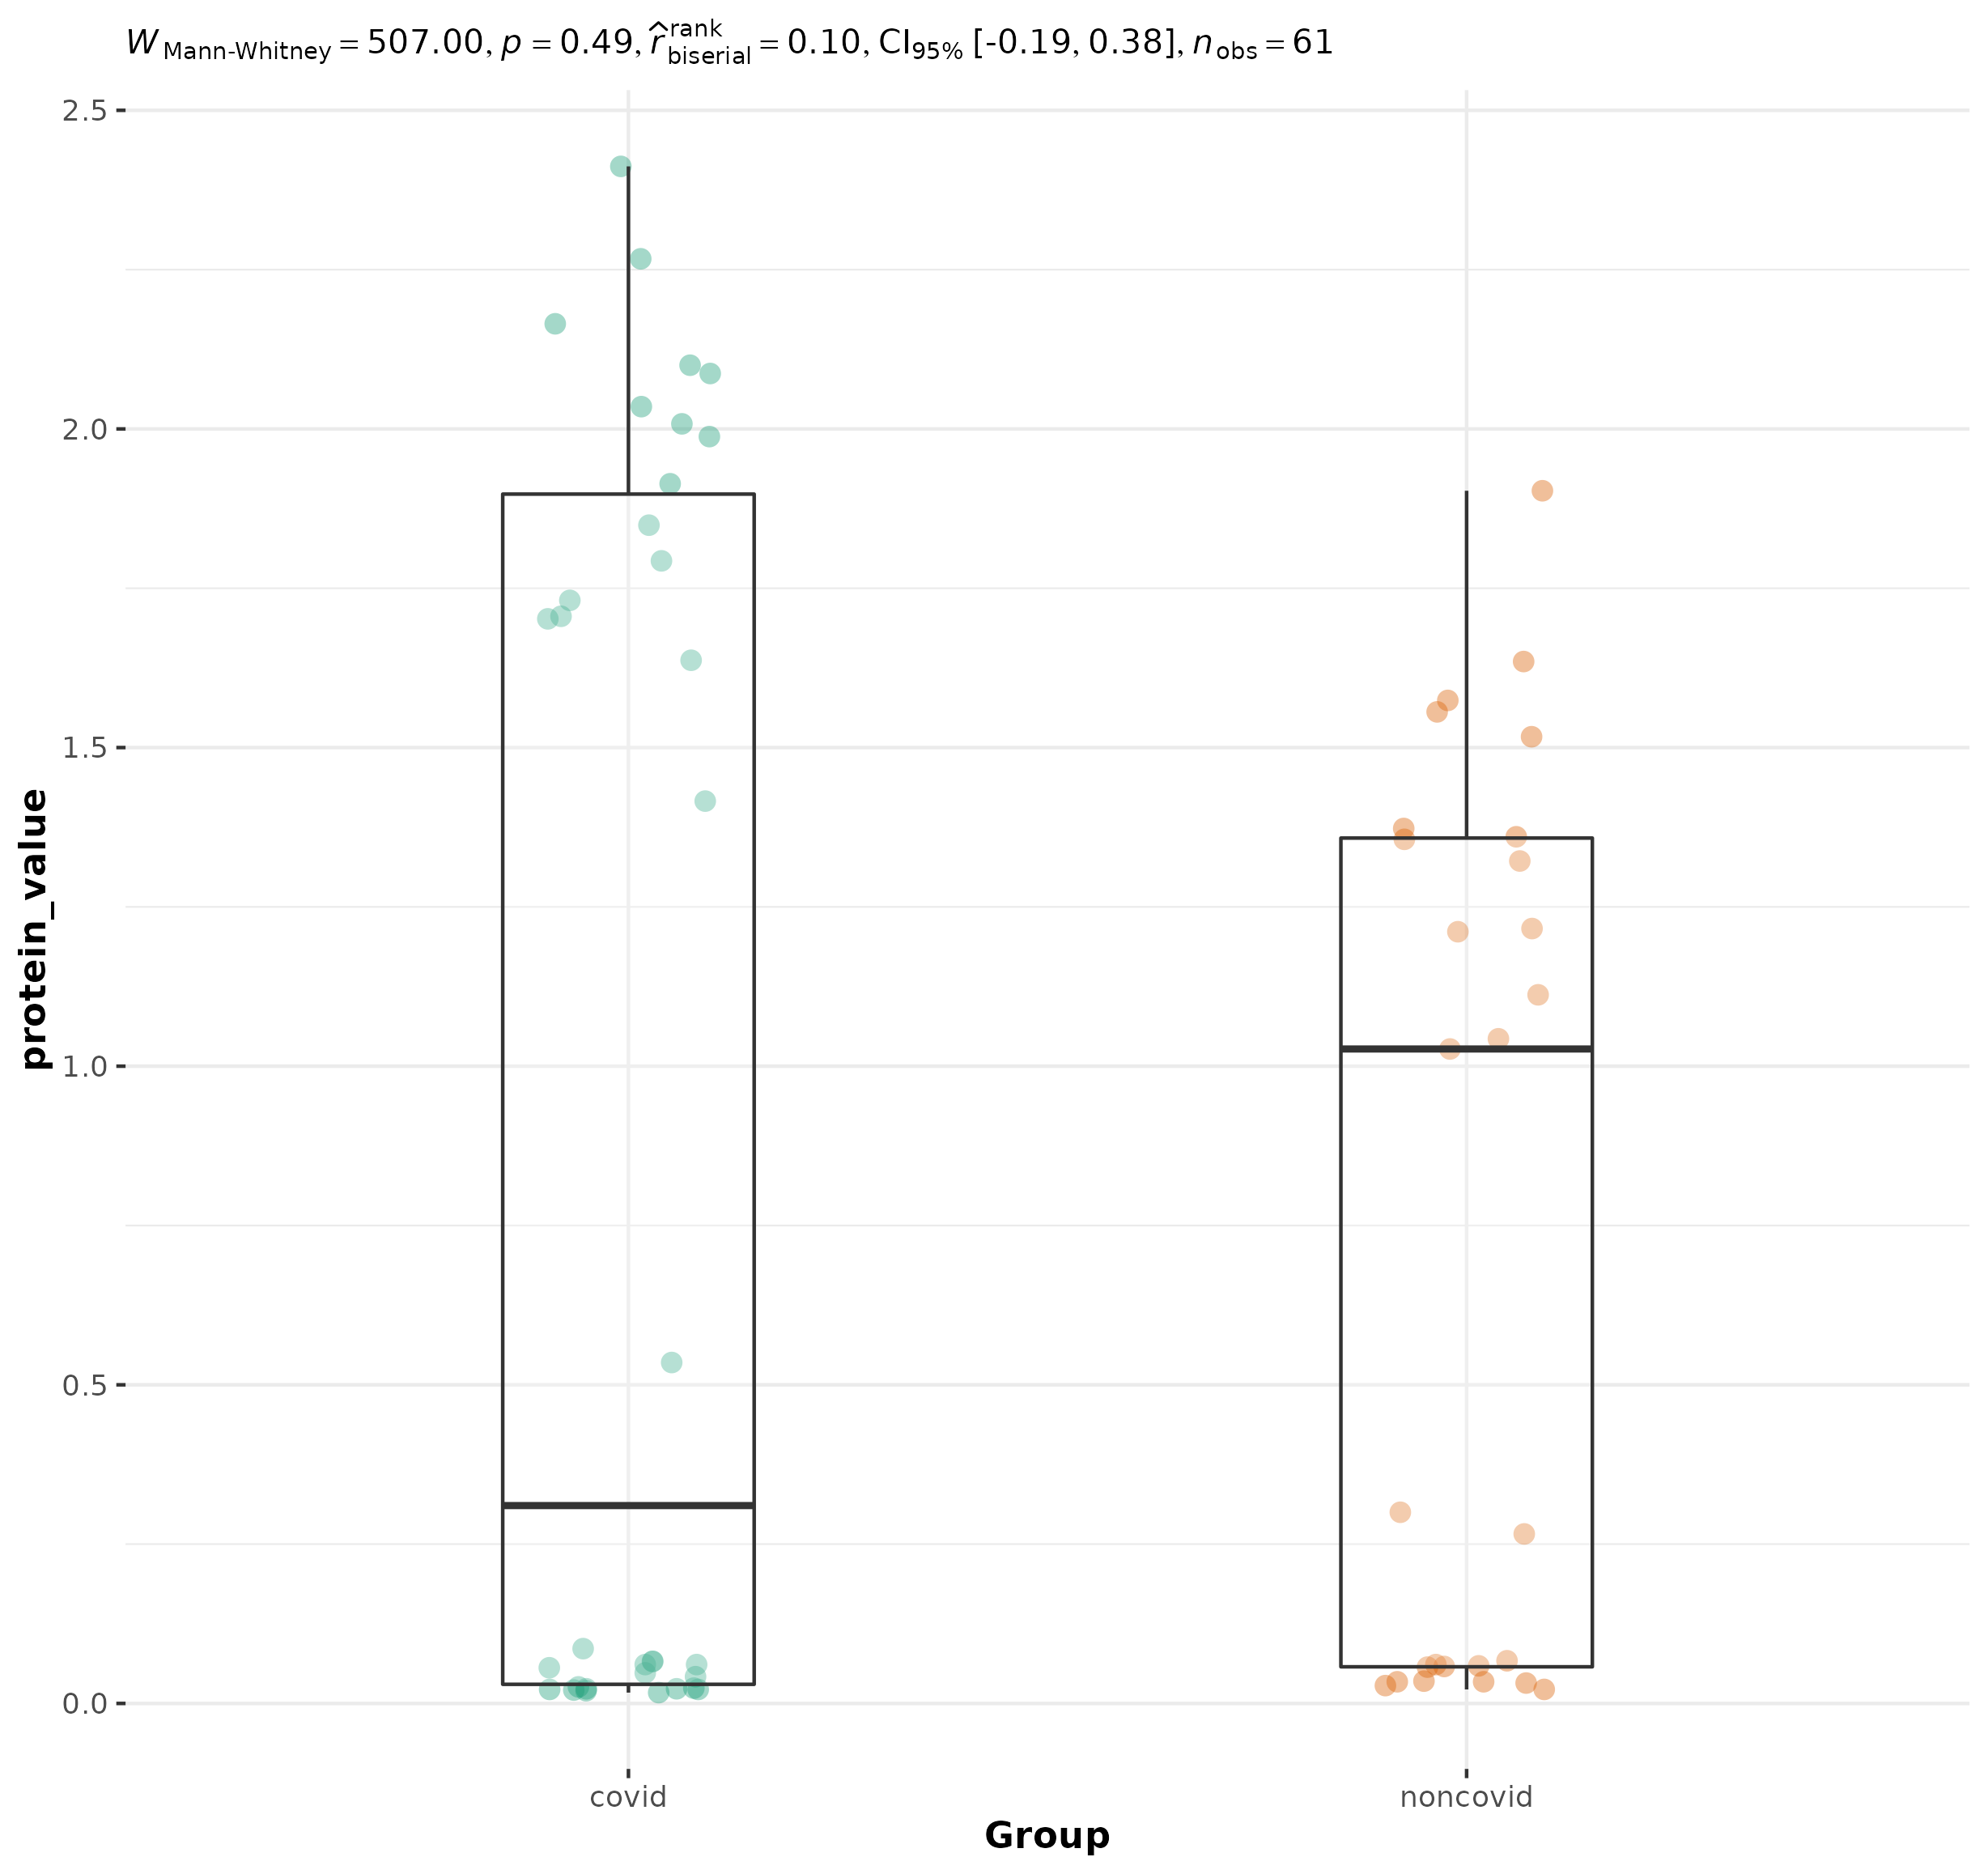 W Mann-Whitney = 507.00, p = 0.49, r̂ rank biserial = 0.10, CI95% [-0.19, 0.38], n obs = 61
2.5
2.0
1.5
1.0
0.5
0.0
protein_value
covid noncovid
Group